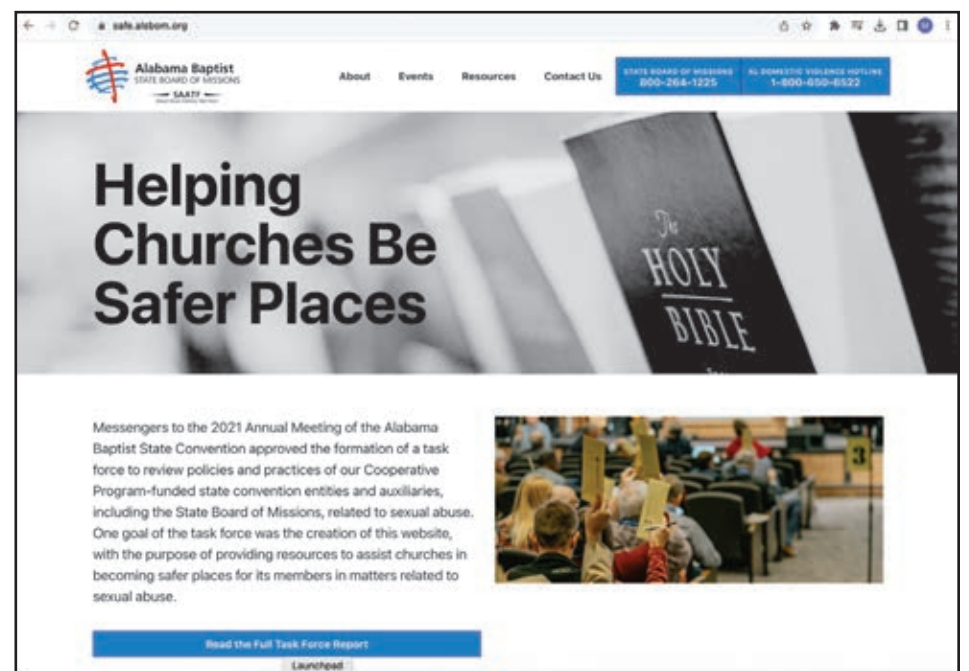 safe.alsbom.org
Alabama Baptist
STATE BOARD OF MISSIONS
SAATF
About
Events
Resources
Contact Us
STATE BOARD OF MISSIONS
800-264-1225
AL DOMESTIC VIOLENCE HOTLINE
1-800-650-6522
Helping
Churches Be
Safer Places
The
HOLY
BIBLE
Messengers to the 2021 Annual Meeting of the Alabama
Baptist State Convention approved the formation of a task
force to review policies and practices of our Cooperative
Program-funded state convention entities and auxiliaries,
including the State Board of Missions, related to sexual abuse.
One goal of the task force was the creation of this website,
with the purpose of providing resources to assist churches in
becoming safer places for its members in matters related to
sexual abuse.
3
Read the Full Task Force Report
Launchpad